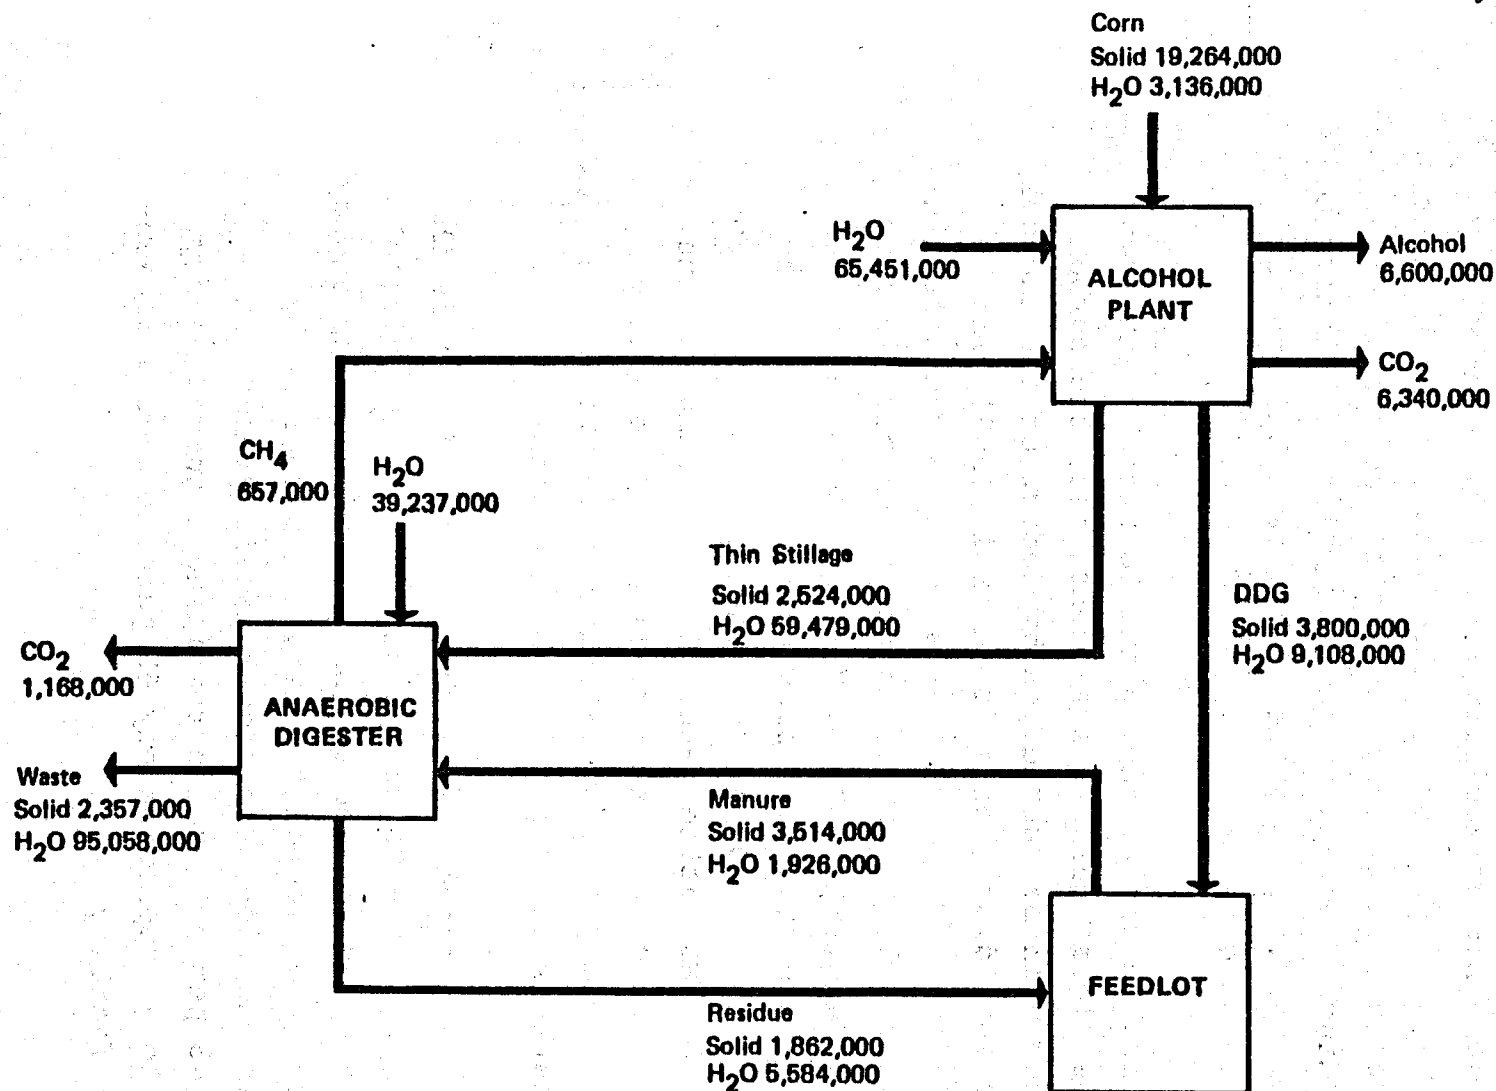 Corn
Solid 19,264,000
H2O 3,136,000
H2O
65,451,000
ALCOHOL
PLANT
Alcohol
6,600,000
CO2
6,340,000
CH4
657,000
H2O
39,237,000
Thin Stillage
Solid 2,524,000
H2O 59,479,000
DDG
Solid 3,800,000
H2O 9,108,000
CO2
1,168,000
ANAEROBIC
DIGESTER
Waste
Solid 2,357,000
H2O 95,058,000
Manure
Solid 3,514,000
H2O 1,926,000
FEEDLOT
Residue
Solid 1,862,000
H2O 5,584,000